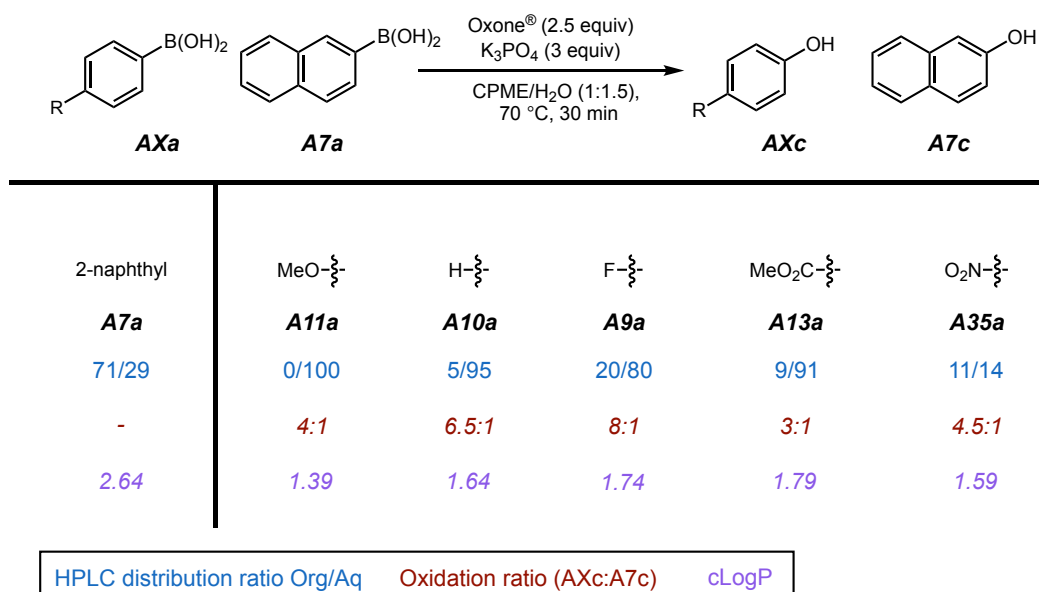 B(OH)2
R
AXa
B(OH)2
A7a
Oxone® (2.5 equiv)
K3PO4 (3 equiv)
CPME/H2O (1:1.5),
70 °C, 30 min
OH
R
AXc
OH
A7c
2-naphthyl MeO H F MeO2C O2N
A7a A11a A10a A9a A13a A35a
71/29 0/100 5/95 20/80 9/91 11/14
- 4:1 6.5:1 8:1 3:1 4.5:1
2.64 1.39 1.64 1.74 1.79 1.59
HPLC distribution ratio Org/Aq Oxidation ratio (AXc:A7c) cLogP